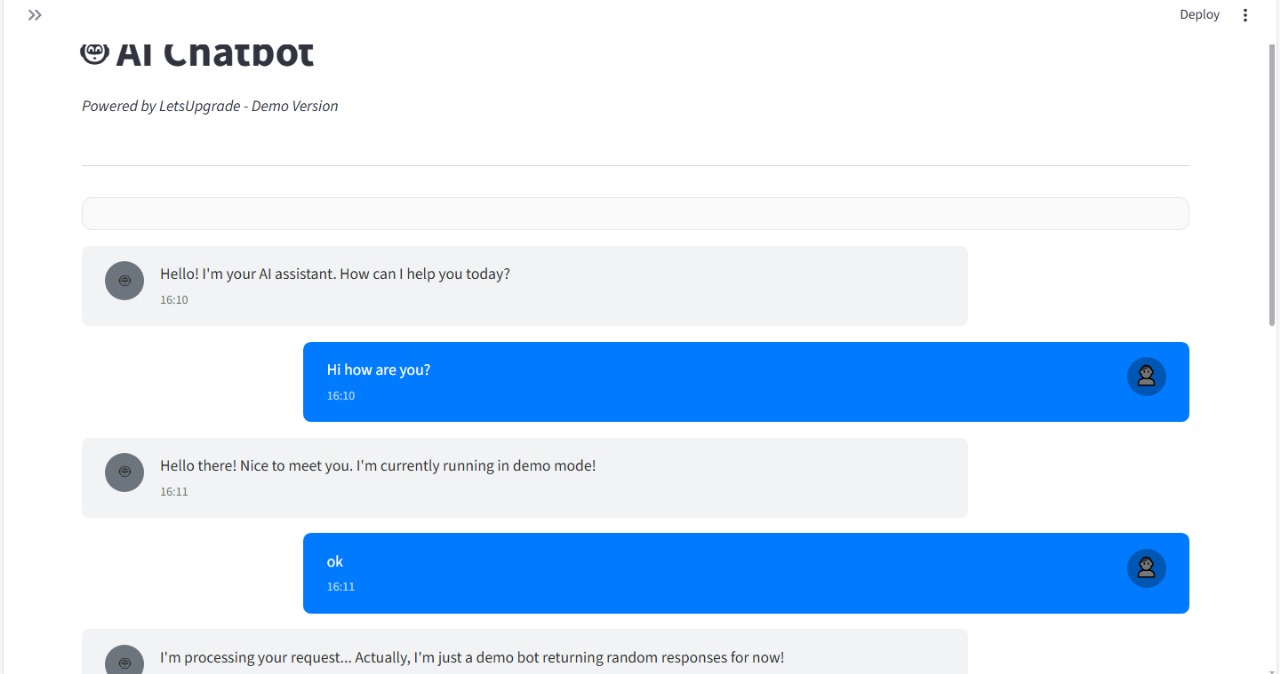 Deploy
AI Chatbot
Powered by LetsUpgrade - Demo Version
Hello! I'm your AI assistant. How can I help you today?
16:10
Hi how are you?
16:10
Hello there! Nice to meet you. I'm currently running in demo mode!
16:11
ok
16:11
I'm processing your request... Actually, I'm just a demo bot returning random responses for now!